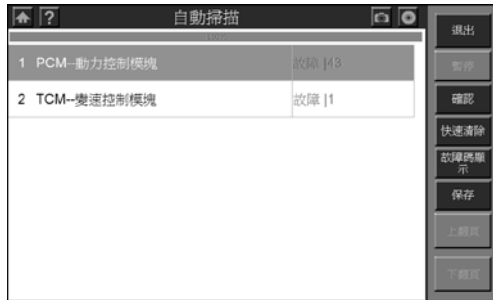 ?
自動掃描
100%
1 PCM--動力控制模塊 故障 |43
2 TCM--變速控制模塊 故障 |1
退出
暫停
確認
快速清除
故障碼顯
示
保存
上翻頁
下翻頁